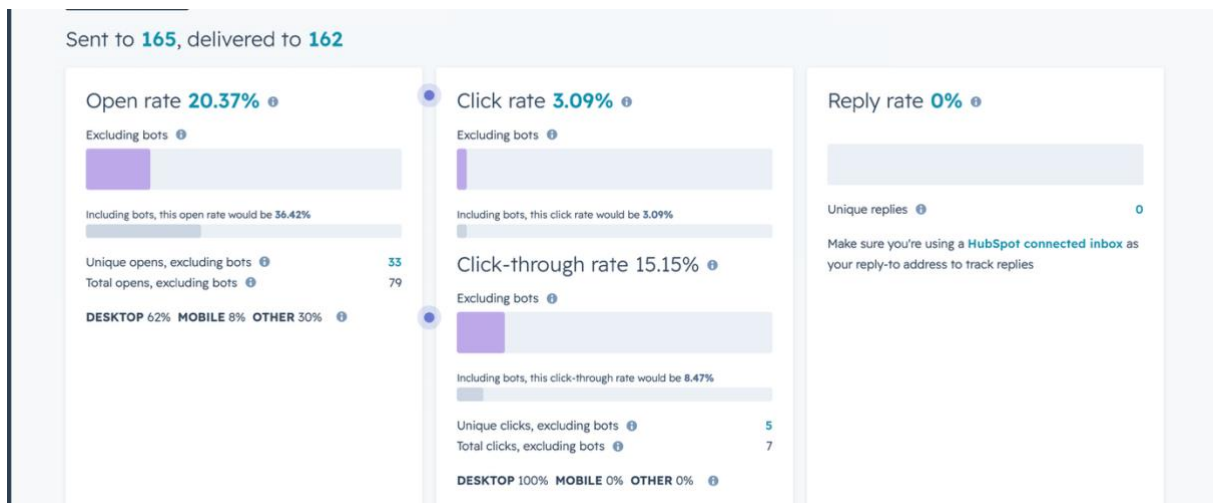 Sent to 165, delivered to 162
Open rate 20.37%
Excluding bots
Including bots, this open rate would be 36.42%
Unique opens, excluding bots 33
Total opens, excluding bots 79
DESKTOP 62% MOBILE 8% OTHER 30%
Click rate 3.09%
Excluding bots
Including bots, this click rate would be 3.09%
Click-through rate 15.15%
Excluding bots
Including bots, this click-through rate would be 8.47%
Unique clicks, excluding bots 5
Total clicks, excluding bots 7
DESKTOP 100% MOBILE 0% OTHER 0%
Reply rate 0%
Unique replies 0
Make sure you're using a HubSpot connected inbox as
your reply-to address to track replies